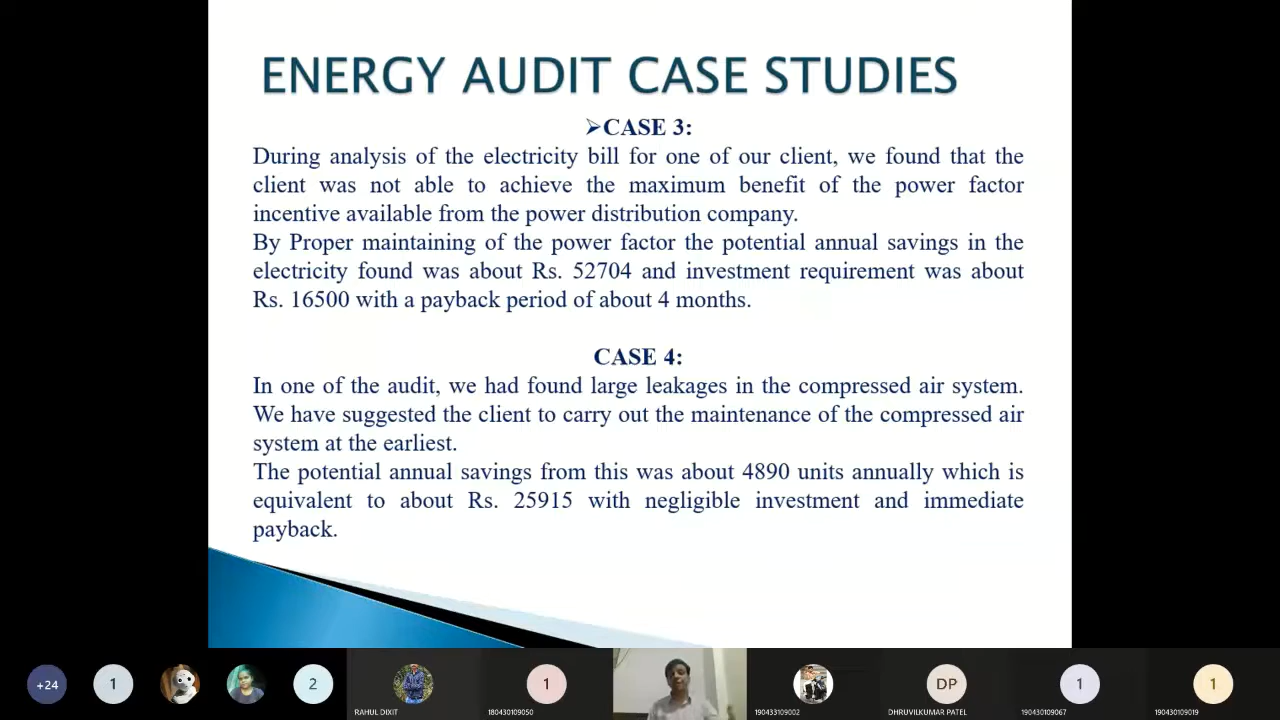 ENERGY AUDIT CASE STUDIES
➢CASE 3:
During analysis of the electricity bill for one of our client, we found that the
client was not able to achieve the maximum benefit of the power factor
incentive available from the power distribution company.
By Proper maintaining of the power factor the potential annual savings in the
electricity found was about Rs. 52704 and investment requirement was about
Rs. 16500 with a payback period of about 4 months.
CASE 4:
In one of the audit, we had found large leakages in the compressed air system.
We have suggested the client to carry out the maintenance of the compressed air
system at the earliest.
The potential annual savings from this was about 4890 units annually which is
equivalent to about Rs. 25915 with negligible investment and immediate
payback.
+24 1 2 1 DP 1 1
RAHUL DIXIT 180430109050 190433109002 DHRUVILKUMAR PATEL 190430109067 190430109019